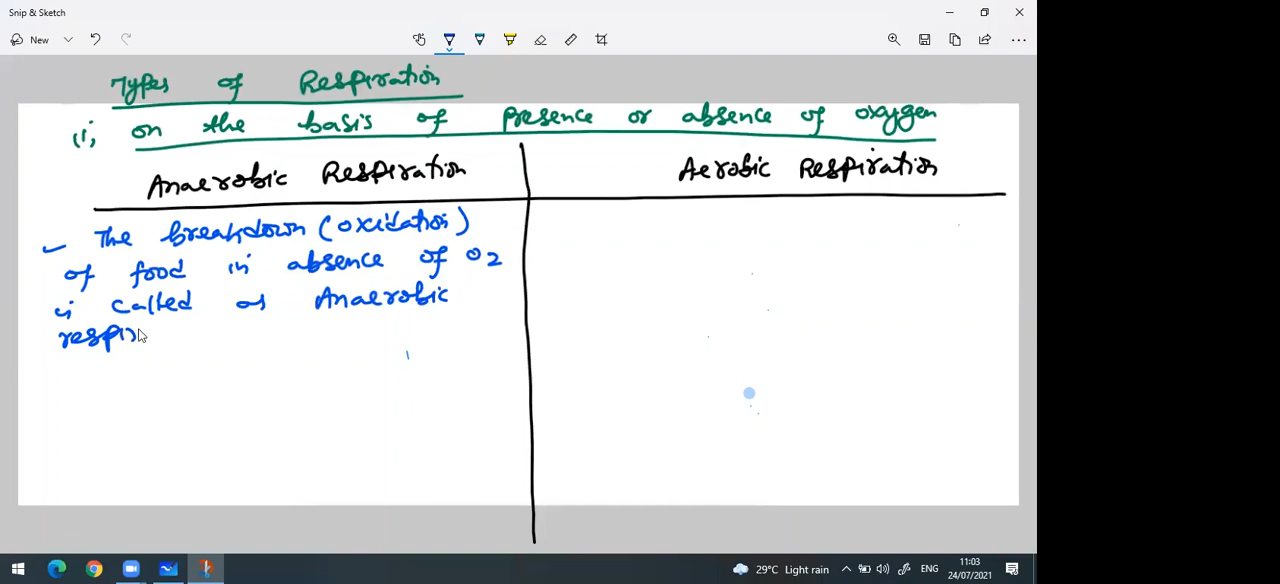 Snip & Sketch
New
Types of Respiration
(i) on the basis of presence or absence of oxygen
Anaerobic Respiration
Aerobic Respiration
- The breakdown (oxidation)
of food in absence of O2
is called as Anaerobic
respir
29°C Light rain
ENG
11:03
24/07/2021